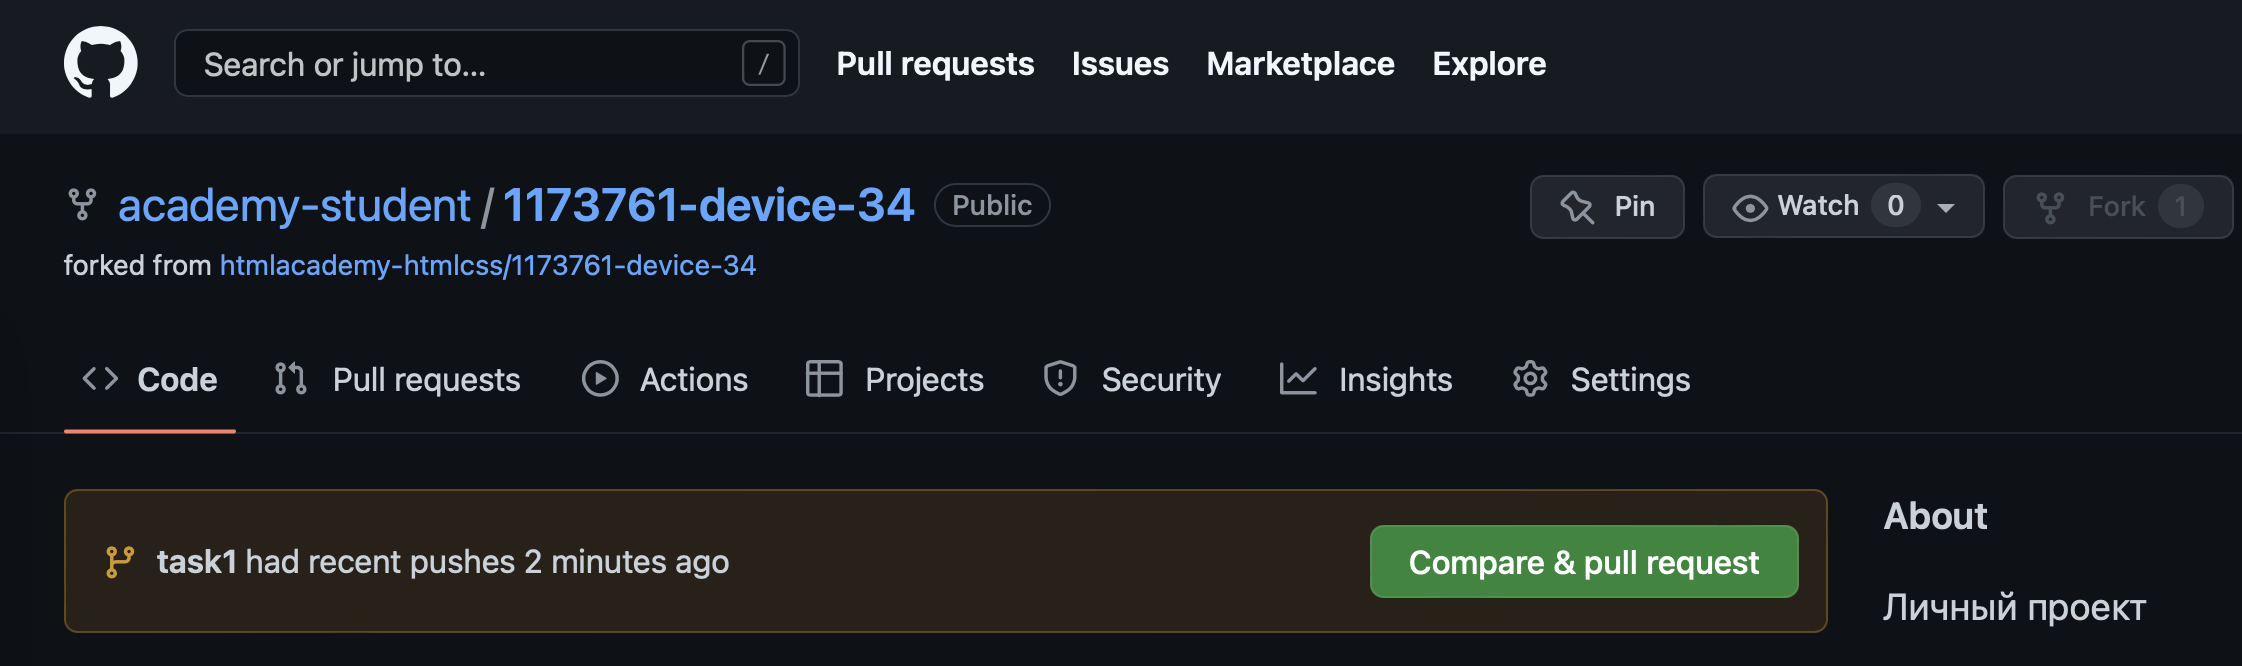 Search or jump to... / Pull requests Issues Marketplace Explore
academy-student / 1173761-device-34 Public Pin Watch 0 Fork 1
forked from htmlacademy-htmlcss/1173761-device-34
Code Pull requests Actions Projects Security Insights Settings
About
task1 had recent pushes 2 minutes ago Compare & pull request
Личный проект